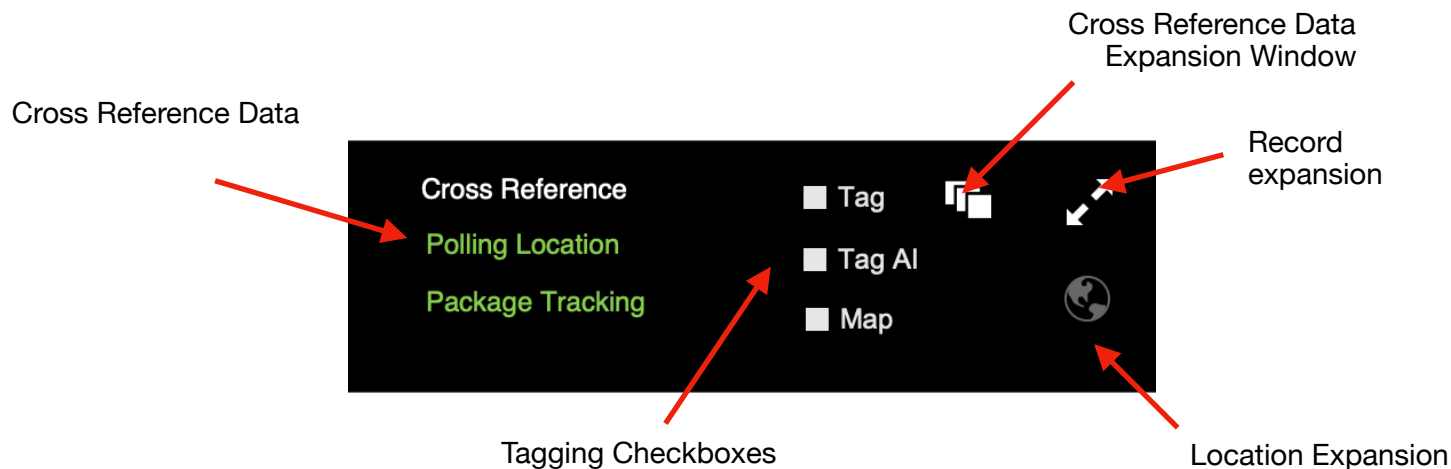 Cross Reference Data
Expansion Window
Cross Reference Data
Record
expansion
Cross Reference
Tag
Polling Location
Tag AI
Package Tracking
Map
Tagging Checkboxes
Location Expansion